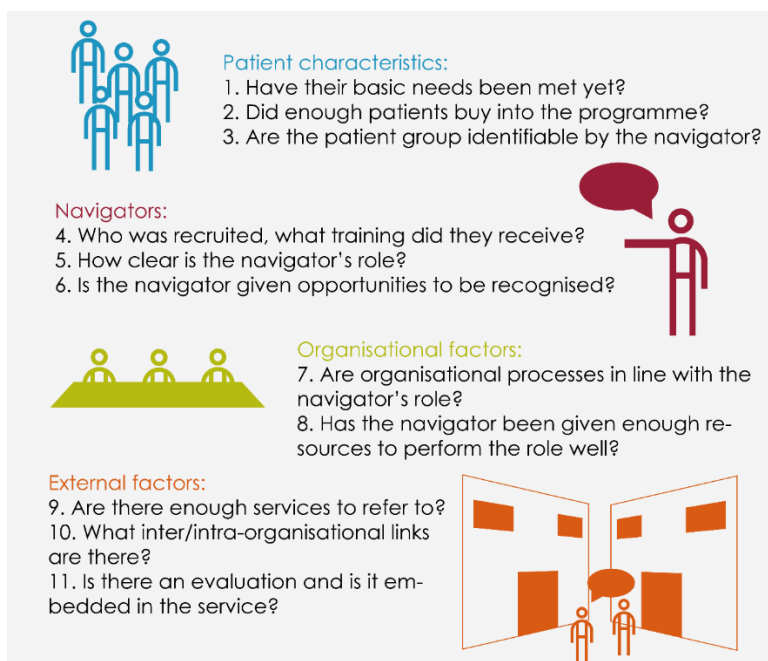 Patient characteristics:
1. Have their basic needs been met yet?
2. Did enough patients buy into the programme?
3. Are the patient group identifiable by the navigator?
Navigators:
4. Who was recruited, what training did they receive?
5. How clear is the navigator's role?
6. Is the navigator given opportunities to be recognised?
Organisational factors:
7. Are organisational processes in line with the
navigator's role?
8. Has the navigator been given enough re-
sources to perform the role well?
External factors:
9. Are there enough services to refer to?
10. What inter/intra-organisational links
are there?
11. Is there an evaluation and is it em-
bedded in the service?